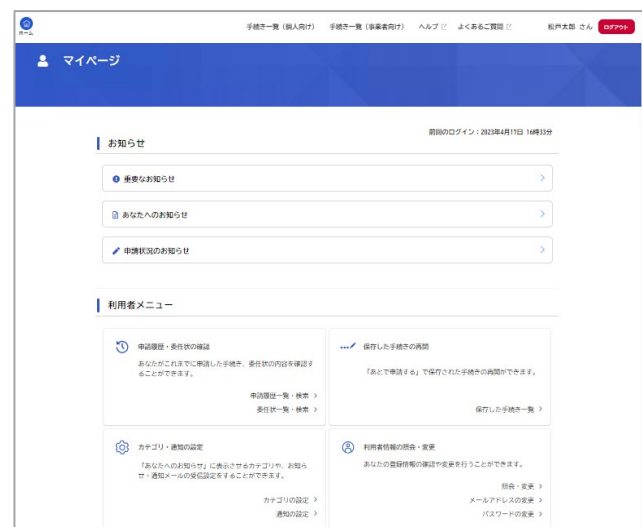 ホーム
手続き一覧（個人向け）
手続き一覧（事業者向け）
ヘルプ
よくあるご質問
松戸太郎 さん
ログアウト
マイページ
前回のログイン：2023年4月17日 16時33分
お知らせ
重要なお知らせ
あなたへのお知らせ
申請状況のお知らせ
利用者メニュー
申請履歴・委任状の確認
あなたがこれまでに申請した手続き、委任状の内容を確認す
ることができます。
申請履歴一覧・検索
委任状一覧・検索
保存した手続きの再開
「あとで申請する」で保存された手続きの再開ができます。
保存した手続き一覧
カテゴリ・通知の設定
「あなたへのお知らせ」に表示させるカテゴリや、お知ら
せ・通知メールの受信設定をすることができます。
カテゴリの設定
通知の設定
利用者情報の照会・変更
あなたの登録情報の確認や変更を行うことができます。
照会・変更
メールアドレスの変更
パスワードの変更